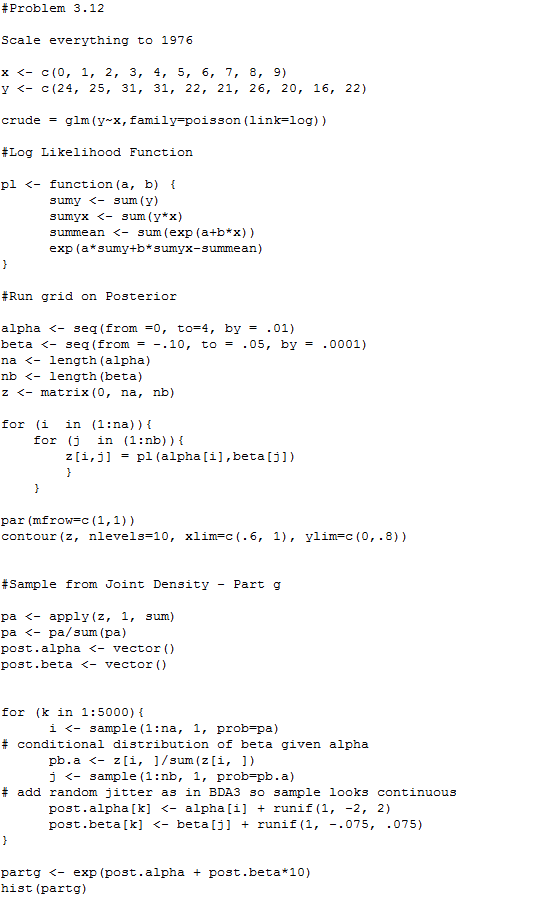 #Problem 3.12
Scale everything to 1976
x <- c(0, 1, 2, 3, 4, 5, 6, 7, 8, 9)
y <- c(24, 25, 31, 31, 22, 21, 26, 20, 16, 22)
crude = glm(y~x,family=poisson(link=log))
#Log Likelihood Function
pl <- function(a, b) {
      sumy <- sum(y)
      sumyx <- sum(y*x)
      summean <- sum(exp(a+b*x))
      exp(a*sumy+b*sumyx-summean)
}
#Run grid on Posterior
alpha <- seq(from =0, to=4, by = .01)
beta <- seq(from = -.10, to = .05, by = .0001)
na <- length(alpha)
nb <- length(beta)
z <- matrix(0, na, nb)
for (i  in (1:na)){
    for (j  in (1:nb)){
        z[i,j] = pl(alpha[i],beta[j])
        }
    }
par(mfrow=c(1,1))
contour(z, nlevels=10, xlim=c(.6, 1), ylim=c(0,.8))
#Sample from Joint Density - Part g
pa <- apply(z, 1, sum)
pa <- pa/sum(pa)
post.alpha <- vector()
post.beta <- vector()
for (k in 1:5000){
      i <- sample(1:na, 1, prob=pa)
# conditional distribution of beta given alpha
      pb.a <- z[i, ]/sum(z[i, ])
      j <- sample(1:nb, 1, prob=pb.a)
# add random jitter as in BDA3 so sample looks continuous
      post.alpha[k] <- alpha[i] + runif(1, -2, 2)
      post.beta[k] <- beta[j] + runif(1, -.075, .075)
}
partg <- exp(post.alpha + post.beta*10)
hist(partg)